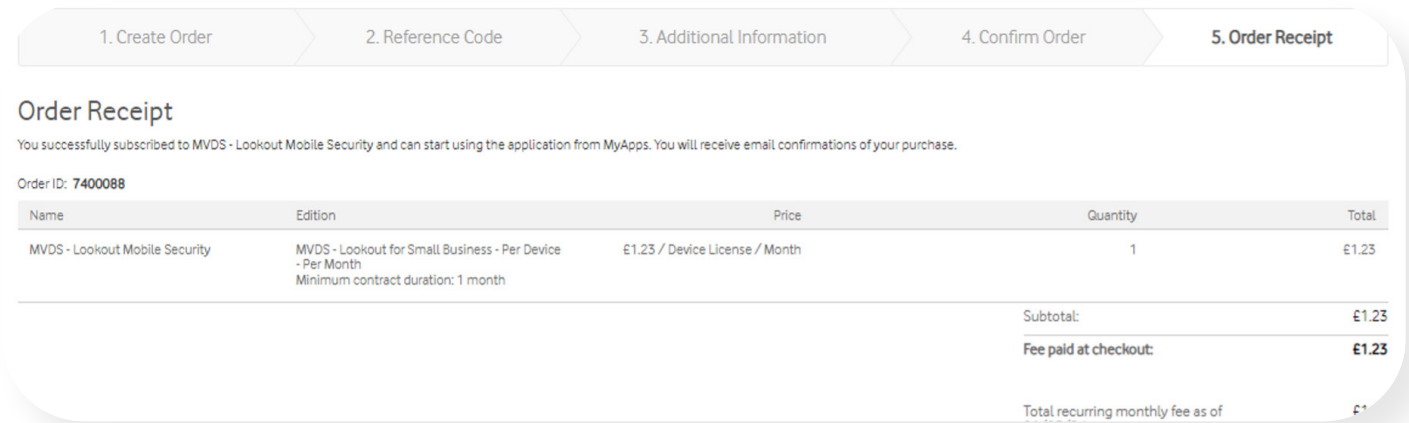 1. Create Order
2. Reference Code
3. Additional Information
4. Confirm Order
5. Order Receipt
Order Receipt
You successfully subscribed to MVDS - Lookout Mobile Security and can start using the application from MyApps. You will receive email confirmations of your purchase.
Order ID: 7400088
Name Edition Price Quantity Total
MVDS - Lookout Mobile Security MVDS - Lookout for Small Business - Per Device £1.23 / Device License / Month 1 £1.23
- Per Month
Minimum contract duration: 1 month
Subtotal: £1.23
Fee paid at checkout: £1.23
Total recurring monthly fee as of